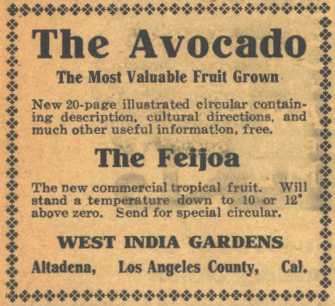 The Avocado
The Most Valuable Fruit Grown
New 20-page illustrated circular contain-
ing description, cultural directions, and
much other useful information, free.
The Feijoa
The new commercial tropical fruit. Will
stand a temperature down to 10 or 12°
above zero. Send for special circular.
WEST INDIA GARDENS
Altadena, Los Angeles County, Cal.